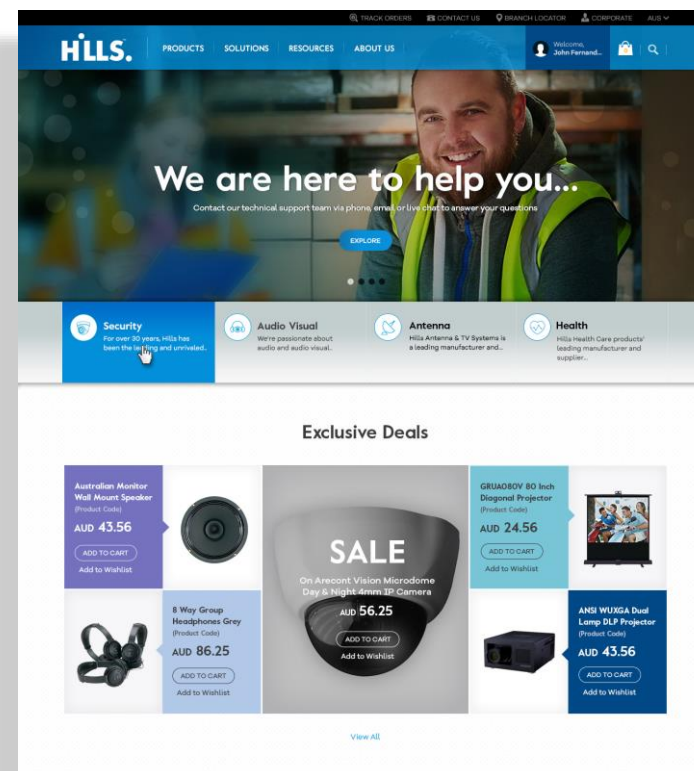 TRACK ORDERS CONTACT US BRANCH LOCATOR CORPORATE AUS
HiLLS.
PRODUCTS SOLUTIONS RESOURCES ABOUT US
Welcome,
John Fernand...
We are here to help you...
Contact our technical support team via phone, email or live chat to answer your questions
EXPLORE
Security
For over 30 years, Hills has
been the leading and unrivaled..
Audio Visual
We're passionate about
audio and audio visual..
Antenna
Hills Antenna & TV Systems is
a leading manufacturer and..
Health
Hills Health Care products'
leading manufacturer and
supplier..
Exclusive Deals
Australian Monitor
Wall Mount Speaker
(Product Code)
AUD 43.56
ADD TO CART
Add to Wishlist
8 Way Group
Headphones Grey
(Product Code)
AUD 86.25
ADD TO CART
Add to Wishlist
SALE
On Arecont Vision Microdome
Day & Night 4mm IP Camera
AUD 56.25
ADD TO CART
Add to Wishlist
GRUAO80V 80 Inch
Diagonal Projector
(Product Code)
AUD 24.56
ADD TO CART
Add to Wishlist
ANSI WUXGA Dual
Lamp DLP Projector
(Product Code)
AUD 43.56
ADD TO CART
Add to Wishlist
View All